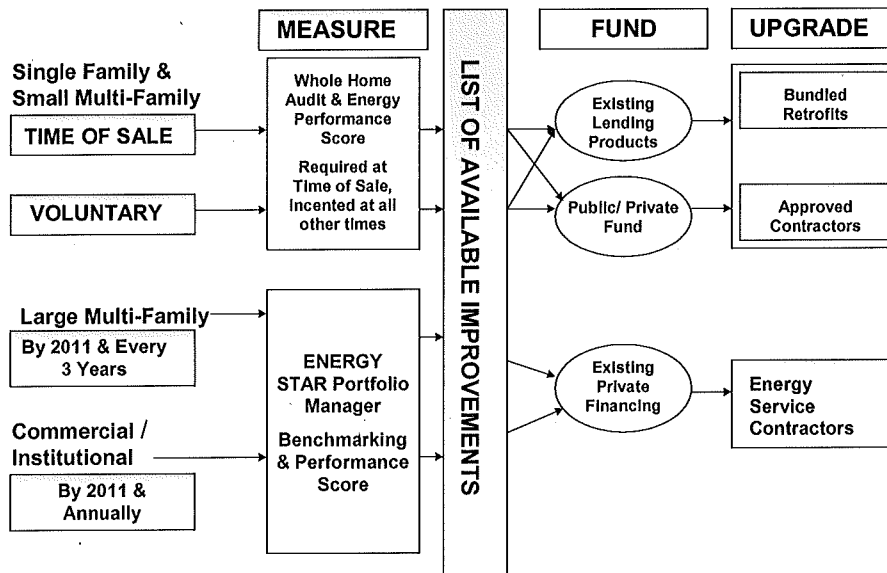 MEASURE
FUND
UPGRADE
Single Family &
Small Multi-Family
TIME OF SALE
VOLUNTARY
Whole Home
Audit & Energy
Performance
Score
Required at
Time of Sale,
Incented at all
other times
LIST OF AVAILABLE IMPROVEMENTS
Existing
Lending
Products
Public/ Private
Fund
Bundled
Retrofits
Approved
Contractors
Large Multi-Family
By 2011 & Every
3 Years
Commercial /
Institutional
By 2011 &
Annually
ENERGY
STAR Portfolio
Manager
Benchmarking
& Performance
Score
Existing
Private
Financing
Energy
Service
Contractors